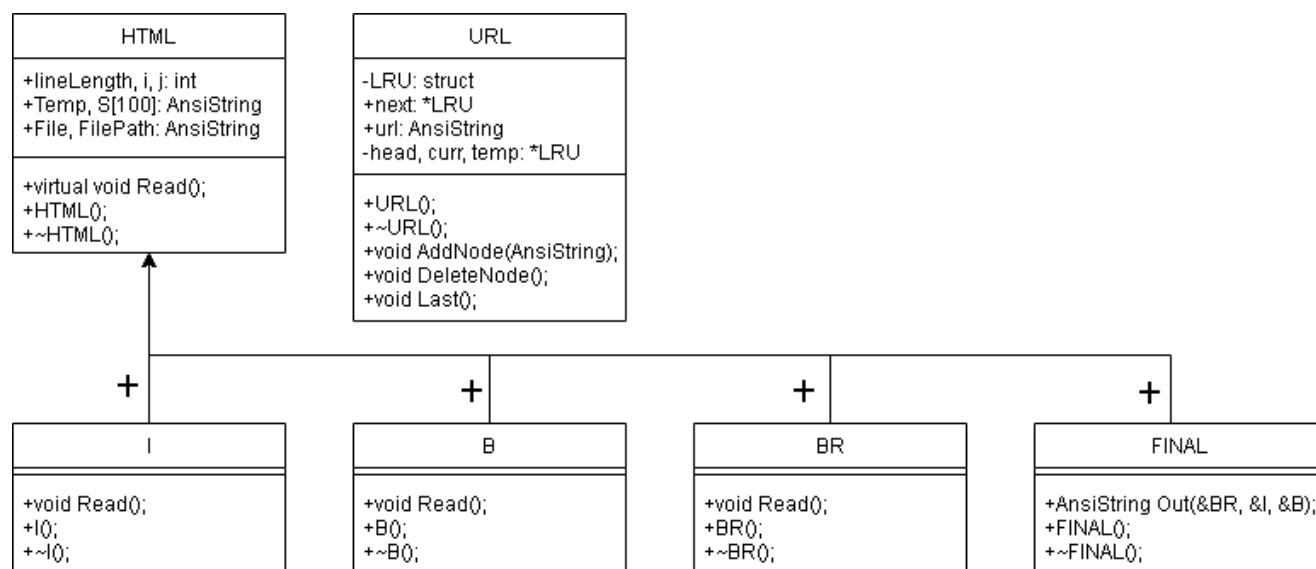 HTML
+lineLength, i, j: int
+Temp, S[100]: AnsiString
+File, FilePath: AnsiString
+virtual void Read();
+HTML();
+~HTML();
URL
-LRU: struct
+next: *LRU
+url: AnsiString
-head, curr, temp: *LRU
+URL();
+~URL();
+void AddNode(AnsiString);
+void DeleteNode();
+void Last();
+
+
+
+
I
+void Read();
+I();
+~I();
B
+void Read();
+B();
+~B();
BR
+void Read();
+BR();
+~BR();
FINAL
+AnsiString Out(&BR, &I, &B);
+FINAL();
+~FINAL();